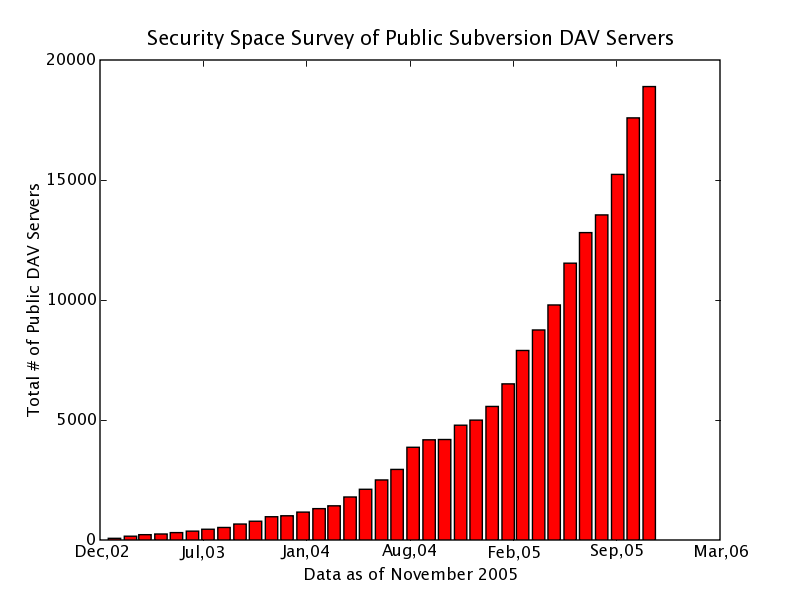 Security Space Survey of Public Subversion DAV Servers
20000
15000
10000
5000
0
Total # of Public DAV Servers
Dec,02 Jul,03 Jan,04 Aug,04 Feb,05 Sep,05 Mar,06
Data as of November 2005